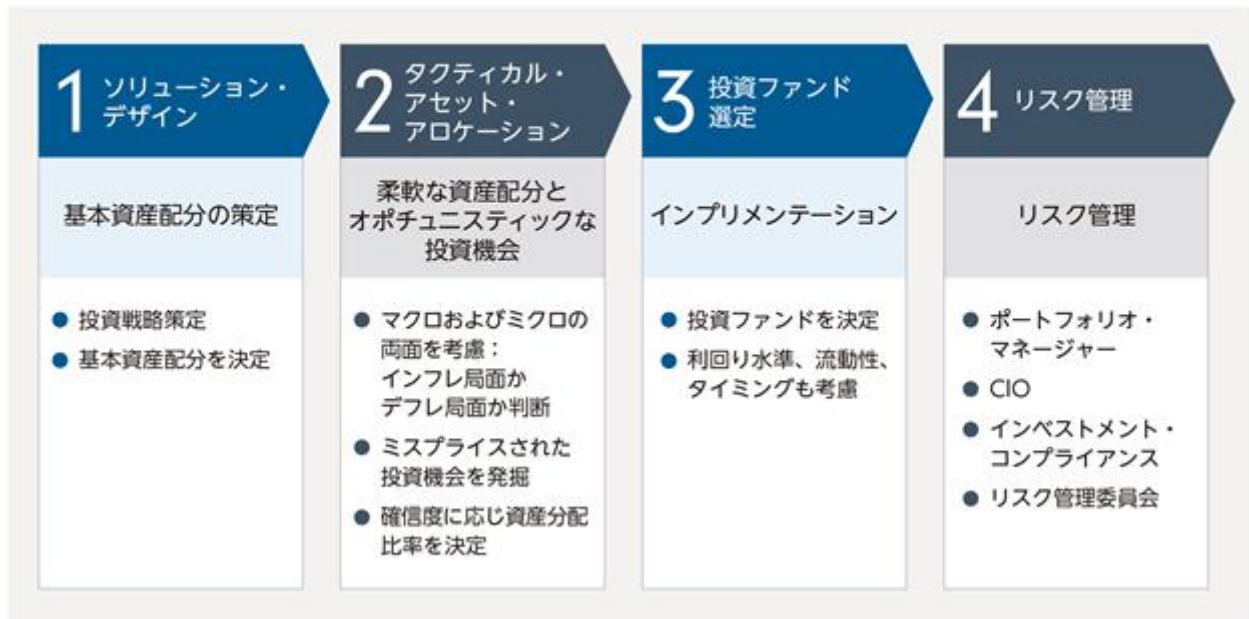 1 ソリューション・
デザイン
基本資産配分の策定
● 投資戦略策定
● 基本資産配分を決定
2 タクティカル・
アセット・
アロケーション
柔軟な資産配分と
オポチュニスティックな
投資機会
● マクロおよびミクロの
両面を考慮：
インフレ局面か
デフレ局面か判断
● ミスプライスされた
投資機会を発掘
● 確信度に応じ資産分配
比率を決定
3 投資ファンド
選定
インプリメンテーション
● 投資ファンドを決定
● 利回り水準、流動性、
タイミングも考慮
4 リスク管理
リスク管理
● ポートフォリオ・
マネージャー
● CIO
● インベストメント・
コンプライアンス
● リスク管理委員会